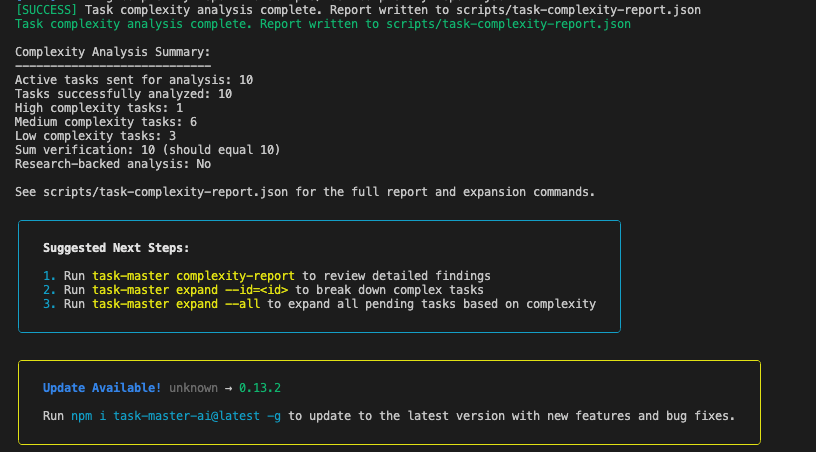 [SUCCESS] Task complexity analysis complete. Report written to scripts/task-complexity-report.json
Task complexity analysis complete. Report written to scripts/task-complexity-report.json
Complexity Analysis Summary:
----------------------------
Active tasks sent for analysis: 10
Tasks successfully analyzed: 10
High complexity tasks: 1
Medium complexity tasks: 6
Low complexity tasks: 3
Sum verification: 10 (should equal 10)
Research-backed analysis: No
See scripts/task-complexity-report.json for the full report and expansion commands.
Suggested Next Steps:
1. Run task-master complexity-report to review detailed findings
2. Run task-master expand --id=<id> to break down complex tasks
3. Run task-master expand --all to expand all pending tasks based on complexity
Update Available! unknown → 0.13.2
Run npm i task-master-ai@latest -g to update to the latest version with new features and bug fixes.